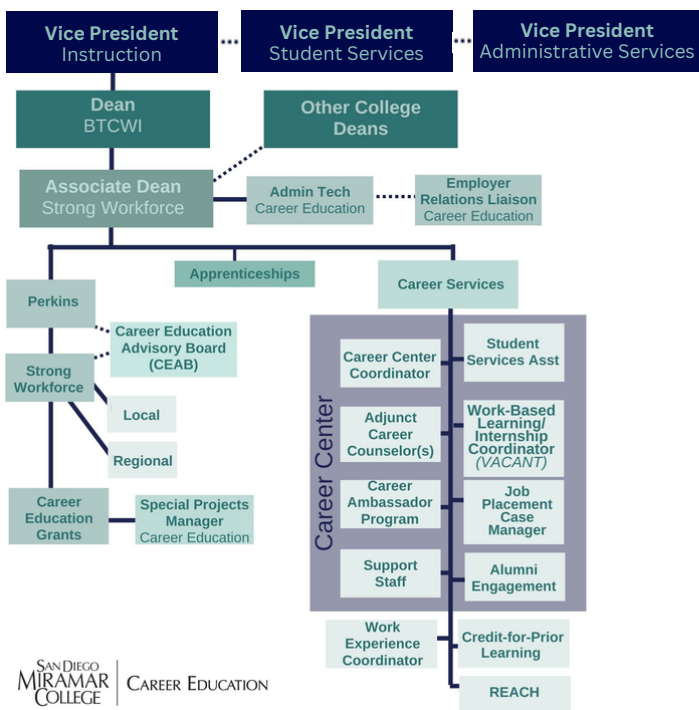 Vice President
Instruction
Vice President
Student Services
Vice President
Administrative Services
Dean
BTCWI
Other College
Deans
Associate Dean
Strong Workforce
Admin Tech
Career Education
Employer
Relations Liaison
Career Education
Apprenticeships
Career Services
Perkins
Career Education
Advisory Board
(CEAB)
Strong
Workforce
Local
Regional
Career
Education
Grants
Special Projects
Manager
Career Education
Career Center
Career Center
Coordinator
Student
Services Asst
Adjunct
Career
Counselor(s)
Work-Based
Learning/
Internship
Coordinator
(VACANT)
Career
Ambassador
Program
Job
Placement
Case
Manager
Support
Staff
Alumni
Engagement
Work
Experience
Coordinator
Credit-for-Prior
Learning
REACH
SAN DIEGO
MIRAMAR
COLLEGE
CAREER EDUCATION